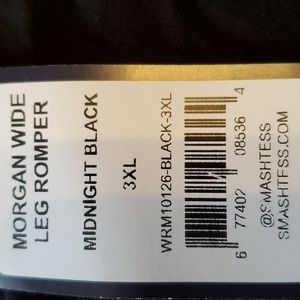 MORGAN WIDE
LEG ROMPER
MIDNIGHT BLACK
3XL
WRM10126-BLACK-3XL
6 77402 08536 4
@SMASHTESS
SMASHTESS.COM